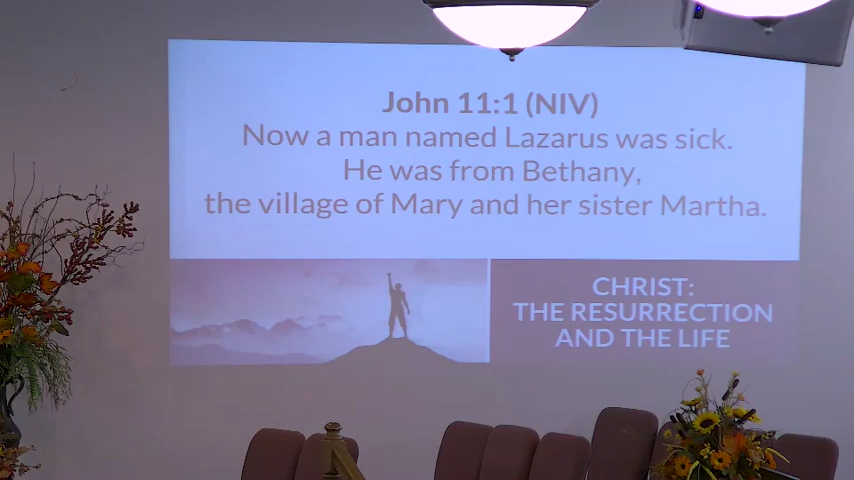 John 11:1 (NIV)
Now a man named Lazarus was sick.
He was from Bethany,
the village of Mary and her sister Martha.
CHRIST:
THE RESURRECTION
AND THE LIFE